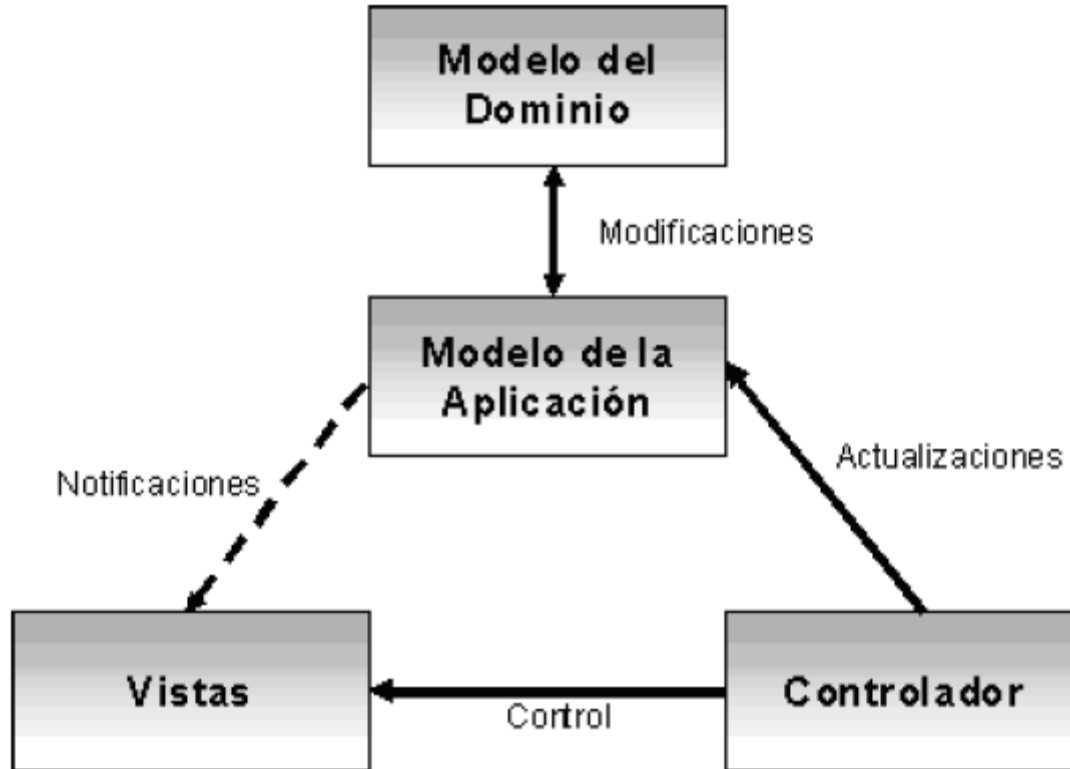 Modelo del
Dominio
Modificaciones
Modelo de la
Aplicación
Actualizaciones
Notificaciones
Vistas
Control
Controlador